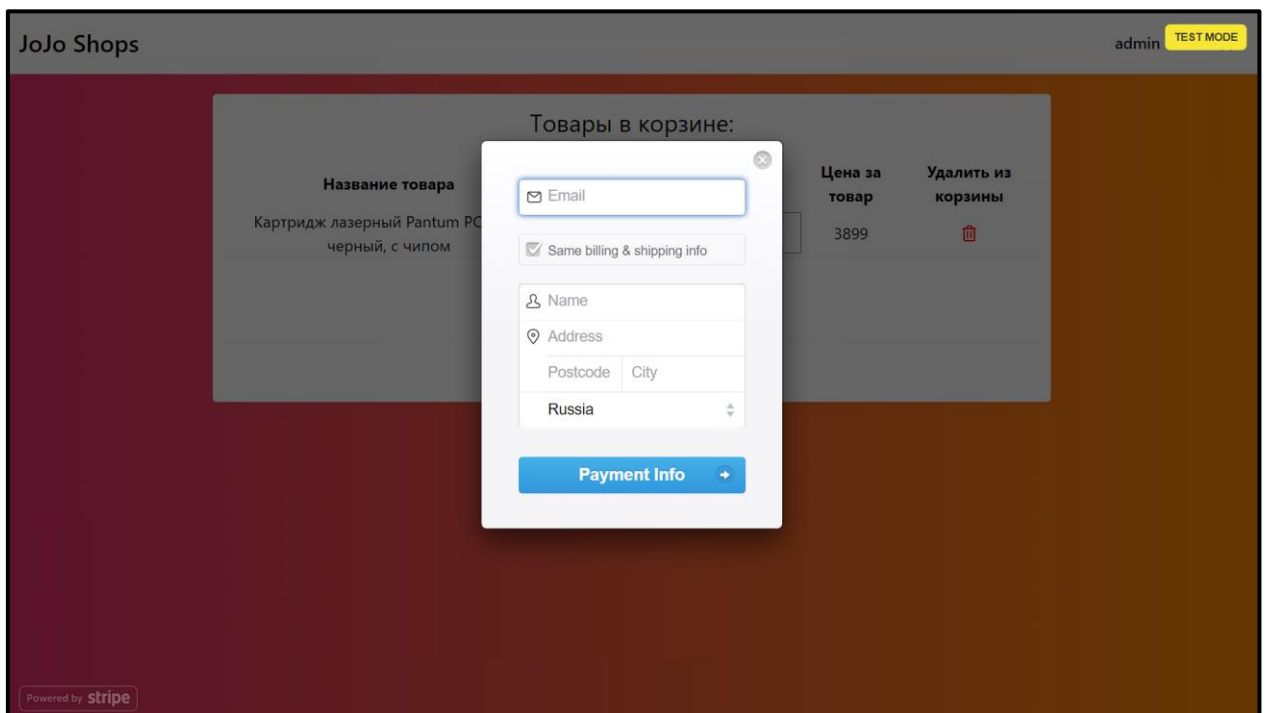 JoJo Shops
admin
TEST MODE
Товары в корзине:
Название товара
Цена за
товар
Удалить из
корзины
Картридж лазерный Pantum
черный, с чипом
3899
Email
Same billing & shipping info
Name
Address
Postcode City
Russia
Payment Info
Powered by stripe